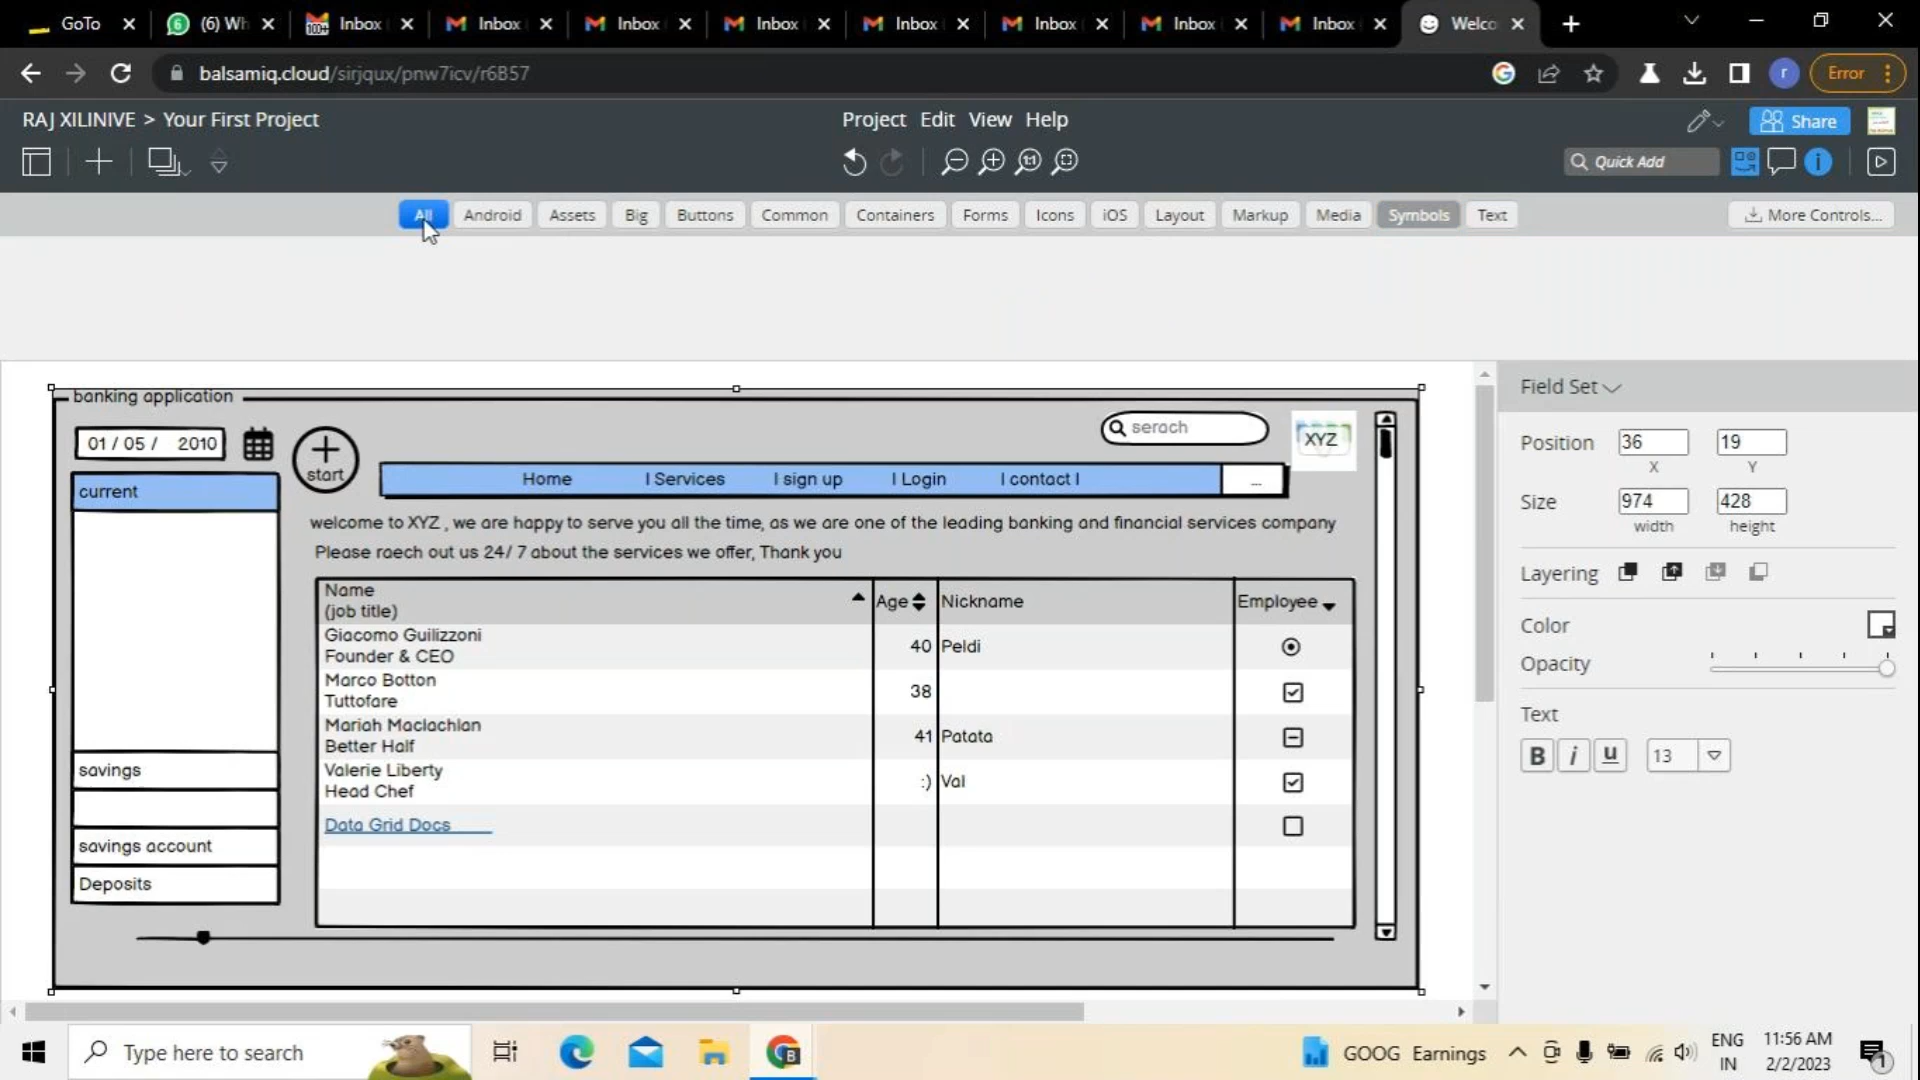 GoTo
(6) Wh
Inbox
Inbox
Inbox
Inbox
Inbox
Inbox
Inbox
Inbox
Welco
balsamiq.cloud/sirjqux/pnw7icv/r6B57
r
Error
RAJ XILINIVE > Your First Project
Project Edit View Help
Share
Quick Add
All Android Assets Big Buttons Common Containers Forms Icons iOS Layout Markup Media Symbols Text
More Controls...
banking application
01 / 05 / 2010
start
serach
XYZ
Home | Services | sign up | Login | contact | ...
current
welcome to XYZ , we are happy to serve you all the time, as we are one of the leading banking and financial services company
Please raech out us 24/ 7 about the services we offer, Thank you
Name
(job title)
Age
Nickname
Employee
Giacomo Guilizzoni
Founder & CEO
40 Peldi
Marco Botton
Tuttofare
38
Mariah Maclachlan
Better Half
41 Patata
Valerie Liberty
Head Chef
:) Val
Data Grid Docs
savings
savings account
Deposits
Field Set
Position 36 19
X Y
Size 974 428
width height
Layering
Color
Opacity
Text
B i u 13
Type here to search
GOOG Earnings
ENG
IN
11:56 AM
2/2/2023
1